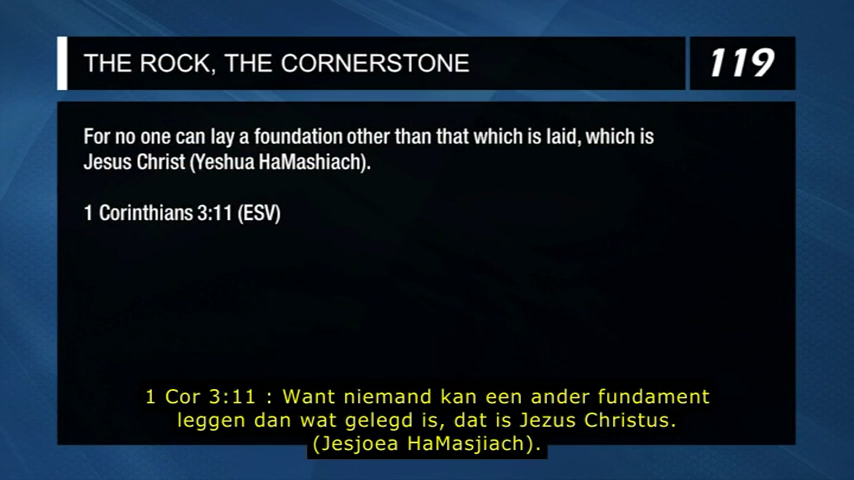 THE ROCK, THE CORNERSTONE
119
For no one can lay a foundation other than that which is laid, which is
Jesus Christ (Yeshua HaMashiach).
1 Corinthians 3:11 (ESV)
1 Cor 3:11 : Want niemand kan een ander fundament
leggen dan wat gelegd is, dat is Jezus Christus.
(Jesjoea HaMasjiach).